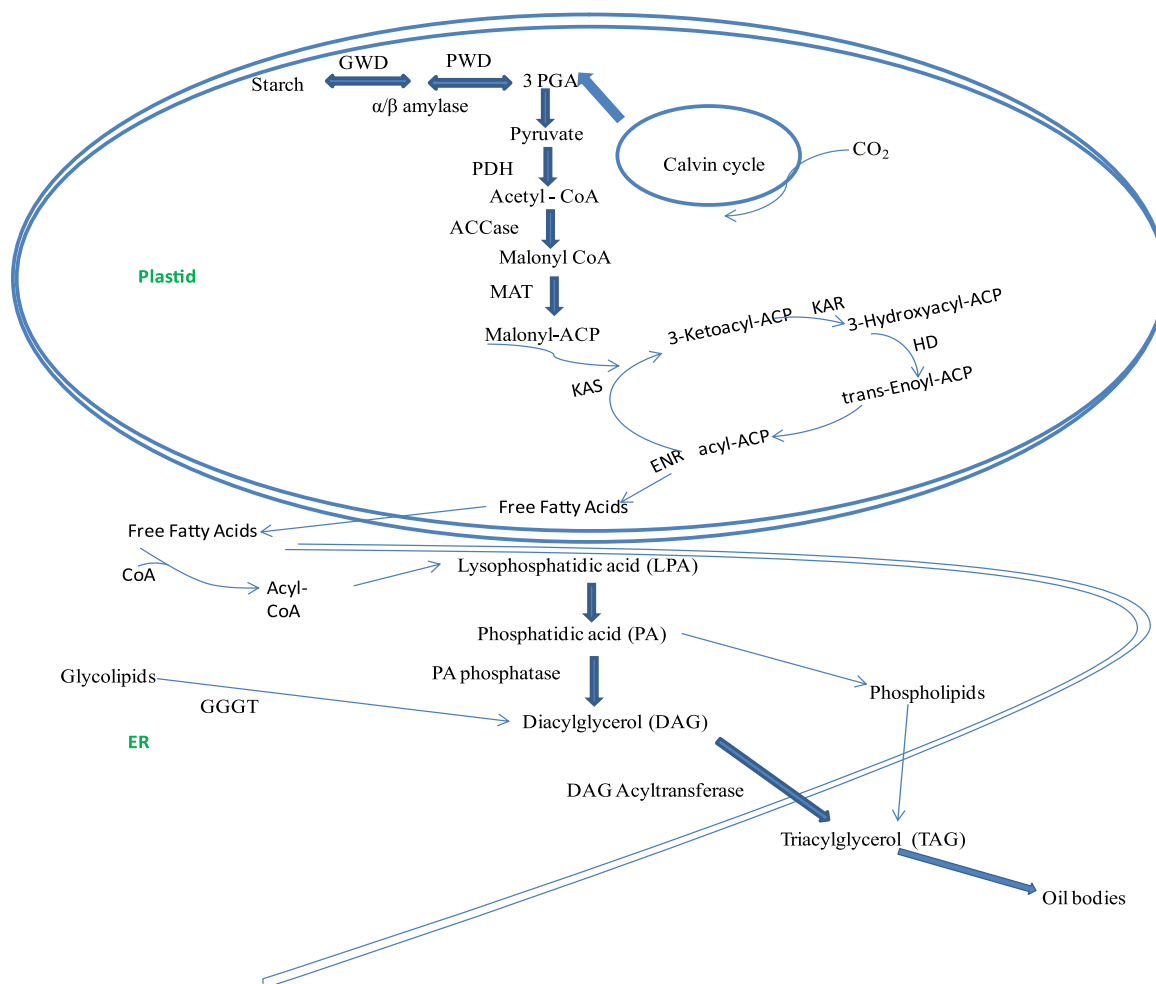 GWD
PWD
Starch
3 PGA
α/β amylase
Pyruvate
Calvin cycle
CO₂
PDH
Acetyl - CoA
ACCase
Malonyl CoA
Plastid
MAT
Malonyl-ACP
3-Ketoacyl-ACP
KAR
3-Hydroxyacyl-ACP
HD
KAS
trans-Enoyl-ACP
ENR
acyl-ACP
Free Fatty Acids
Free Fatty Acids
CoA
Acyl-
CoA
Lysophosphatidic acid (LPA)
Phosphatidic acid (PA)
PA phosphatase
Glycolipids
GGGT
Phospholipids
Diacylglycerol (DAG)
ER
DAG Acyltransferase
Triacylglycerol (TAG)
Oil bodies